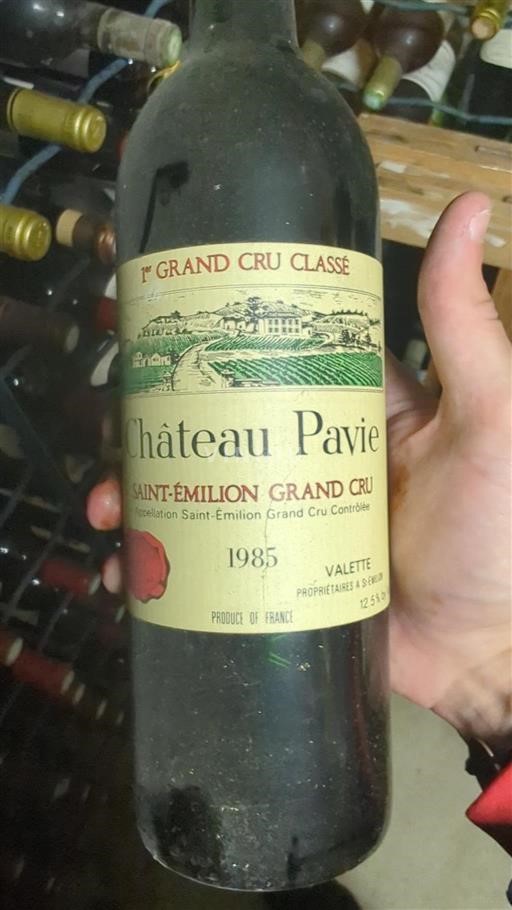 1er GRAND CRU CLASSÉ
Château Pavie
SAINT-ÉMILION GRAND CRU
Appellation Saint-Émilion Grand Cru Contrôlée
1985
VALETTE
PROPRIÉTAIRES A ST-ÉMILION
12.5%
PRODUCE OF FRANCE